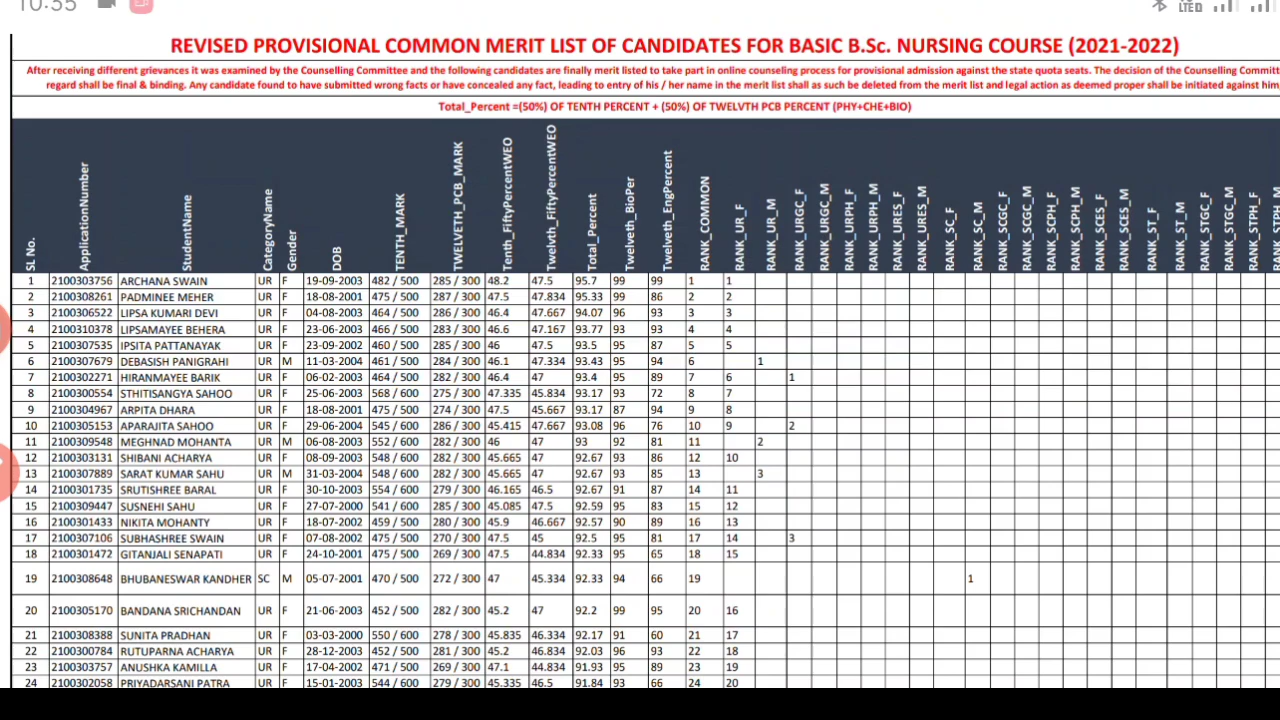 10:35
LTED
REVISED PROVISIONAL COMMON MERIT LIST OF CANDIDATES FOR BASIC B.Sc. NURSING COURSE (2021-2022)
After receiving different grievances it was examined by the Counselling Committee and the following candidates are finally merit listed to take part in online counseling process for provisional admission against the state quota seats. The decision of the Counselling Committ
regard shall be final & binding. Any candidate found to have submitted wrong facts or have concealed any fact, leading to entry of his / her name in the merit list shall as such be deleted from the merit list and legal action as deemed proper shall be initiated against him,
Total_Percent =(50%) OF TENTH PERCENT + (50%) OF TWELVTH PCB PERCENT (PHY+CHE+BIO)
SL No. ApplicationNumber StudentName CategoryName Gender DOB TENTH_MARK TWELVETH_PCB_MARK Tenth_FiftyPercentWEO Twelvth_FiftyPercentWEO Total_Percent Twelveth_BioPer Twelveth_EngPercent RANK_COMMON RANK_UR_F RANK_UR_M RANK_URGC_F RANK_URGC_M RANK_URPH_F RANK_URPH_M RANK_URES_F RANK_URES_M RANK_SC_F RANK_SC_M RANK_SCGC_F RANK_SCGC_M RANK_SCPH_F RANK_SCPH_M RANK_SCES_F RANK_SCES_M RANK_ST_F RANK_ST_M RANK_STGC_F RANK_STGC_M RANK_STPH_F RANK_STPH_M
1 2100303756 ARCHANA SWAIN UR F 19-09-2003 482 / 500 285 / 300 48.2 47.5 95.7 99 99 1 1
2 2100308261 PADMINEE MEHER UR F 18-08-2001 475 / 500 287 / 300 47.5 47.834 95.33 99 86 2 2
3 2100306522 LIPSA KUMARI DEVI UR F 04-08-2003 464 / 500 286 / 300 46.4 47.667 94.07 96 93 3 3
4 2100310378 LIPSAMAYEE BEHERA UR F 23-06-2003 466 / 500 283 / 300 46.6 47.167 93.77 93 93 4 4
5 2100307535 IPSITA PATTANAYAK UR F 23-09-2002 460 / 500 285 / 300 46 47.5 93.5 95 87 5 5
6 2100307679 DEBASISH PANIGRAHI UR M 11-03-2004 461 / 500 284 / 300 46.1 47.334 93.43 95 94 6 1
7 2100302271 HIRANMAYEE BARIK UR F 06-02-2003 464 / 500 282 / 300 46.4 47 93.4 95 89 7 6 1
8 2100300554 STHITISANGYA SAHOO UR F 25-06-2003 568 / 600 275 / 300 47.335 45.834 93.17 93 72 8 7
9 2100304967 ARPITA DHARA UR F 18-08-2001 475 / 500 274 / 300 47.5 45.667 93.17 87 94 9 8
10 2100305153 APARAJITA SAHOO UR F 29-06-2004 545 / 600 286 / 300 45.415 47.667 93.08 96 76 10 9 2
11 2100309548 MEGHNAD MOHANTA UR M 06-08-2003 552 / 600 282 / 300 46 47 93 92 81 11 2
12 2100303131 SHIBANI ACHARYA UR F 08-09-2003 548 / 600 282 / 300 45.665 47 92.67 93 86 12 10
13 2100307889 SARAT KUMAR SAHU UR M 31-03-2004 548 / 600 282 / 300 45.665 47 92.67 93 85 13 3
14 2100301735 SRUTISHREE BARAL UR F 30-10-2003 554 / 600 279 / 300 46.165 46.5 92.67 91 87 14 11
15 2100309447 SUSNEHI SAHU UR F 27-07-2000 541 / 600 285 / 300 45.085 47.5 92.59 95 83 15 12
16 2100301433 NIKITA MOHANTY UR F 18-07-2002 459 / 500 280 / 300 45.9 46.667 92.57 90 89 16 13
17 2100307106 SUBHASHREE SWAIN UR F 07-08-2002 475 / 500 270 / 300 47.5 45 92.5 95 81 17 14 3
18 2100301472 GITANJALI SENAPATI UR F 24-10-2001 475 / 500 269 / 300 47.5 44.834 92.33 95 65 18 15
19 2100308648 BHUBANESWAR KANDHER SC M 05-07-2001 470 / 500 272 / 300 47 45.334 92.33 94 66 19 1
20 2100305170 BANDANA SRICHANDAN UR F 21-06-2003 452 / 500 282 / 300 45.2 47 92.2 99 95 20 16
21 2100308388 SUNITA PRADHAN UR F 03-03-2000 550 / 600 278 / 300 45.835 46.334 92.17 91 60 21 17
22 2100300784 RUTUPARNA ACHARYA UR F 28-12-2003 452 / 500 281 / 300 45.2 46.834 92.03 96 93 22 18
23 2100303757 ANUSHKA KAMILLA UR F 17-04-2002 471 / 500 269 / 300 47.1 44.834 91.93 95 89 23 19
24 2100302058 PRIYADARSANI PATRA UR F 15-01-2003 544 / 600 279 / 300 45.335 46.5 91.84 93 66 24 20